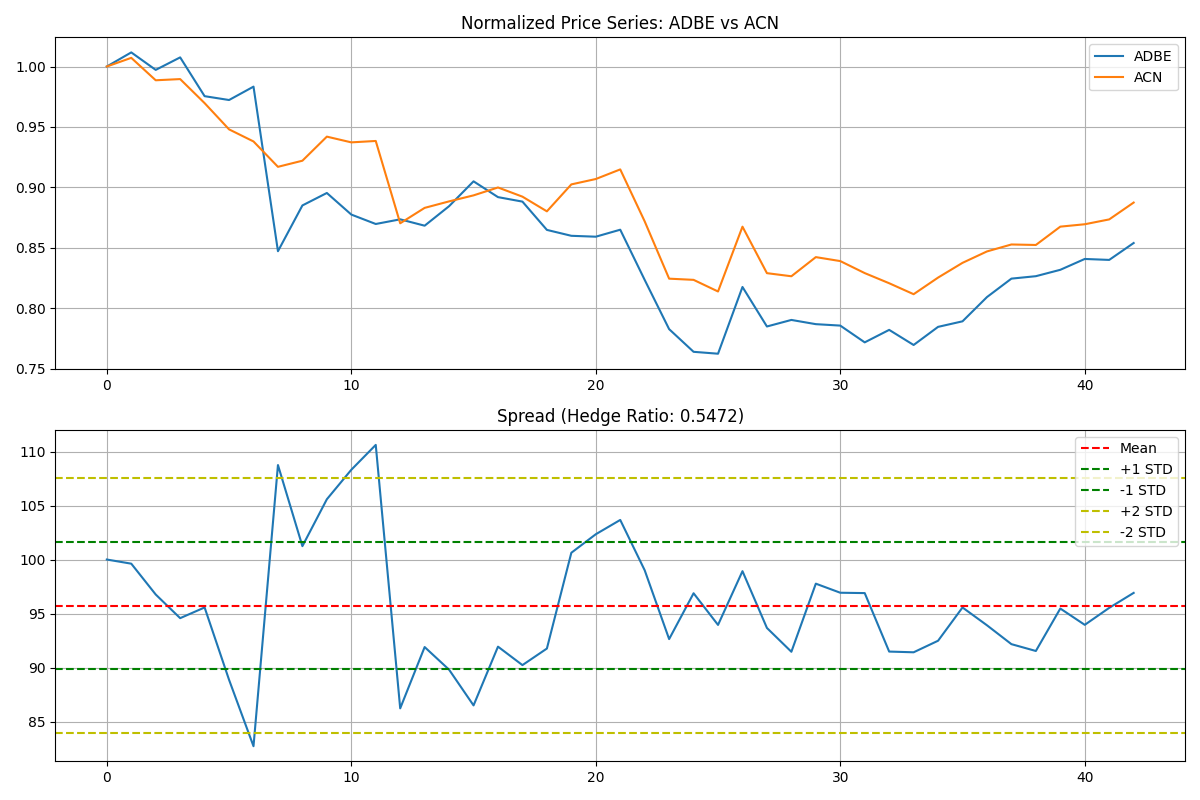 Normalized Price Series: ADBE vs ACN
ADBE
ACN
1.00
0.95
0.90
0.85
0.80
0.75
0 10 20 30 40
Spread (Hedge Ratio: 0.5472)
Mean
+1 STD
-1 STD
+2 STD
-2 STD
110
105
100
95
90
85
0 10 20 30 40